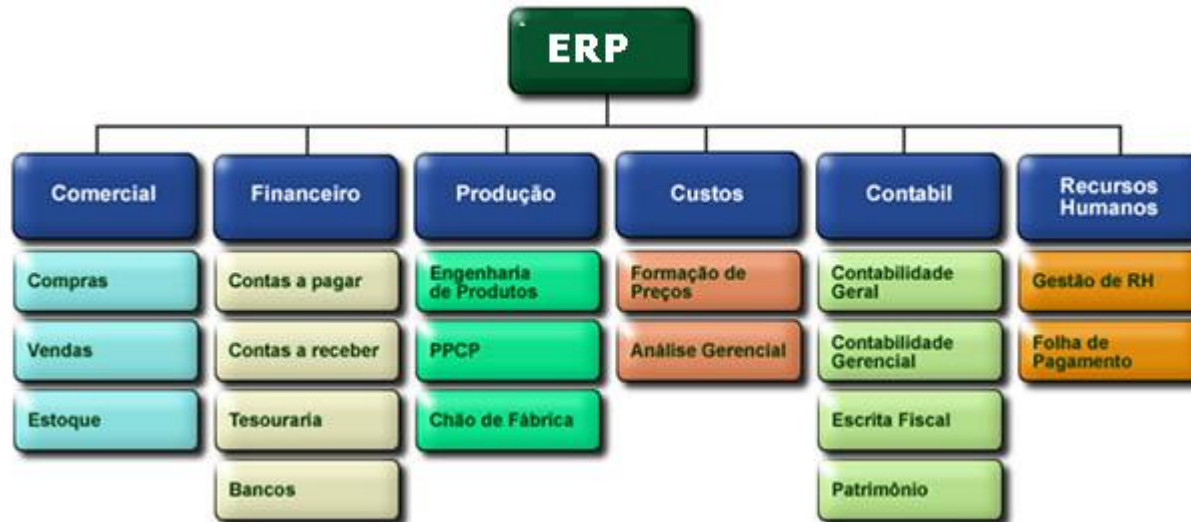 ERP
Comercial
Compras
Vendas
Estoque
Financeiro
Contas a pagar
Contas a receber
Tesouraria
Bancos
Produção
Engenharia
de Produtos
PPCP
Chão de Fábrica
Custos
Formação de
Preços
Análise Gerencial
Contabil
Contabilidade
Geral
Contabilidade
Gerencial
Escrita Fiscal
Patrimônio
Recursos
Humanos
Gestão de RH
Folha de
Pagamento